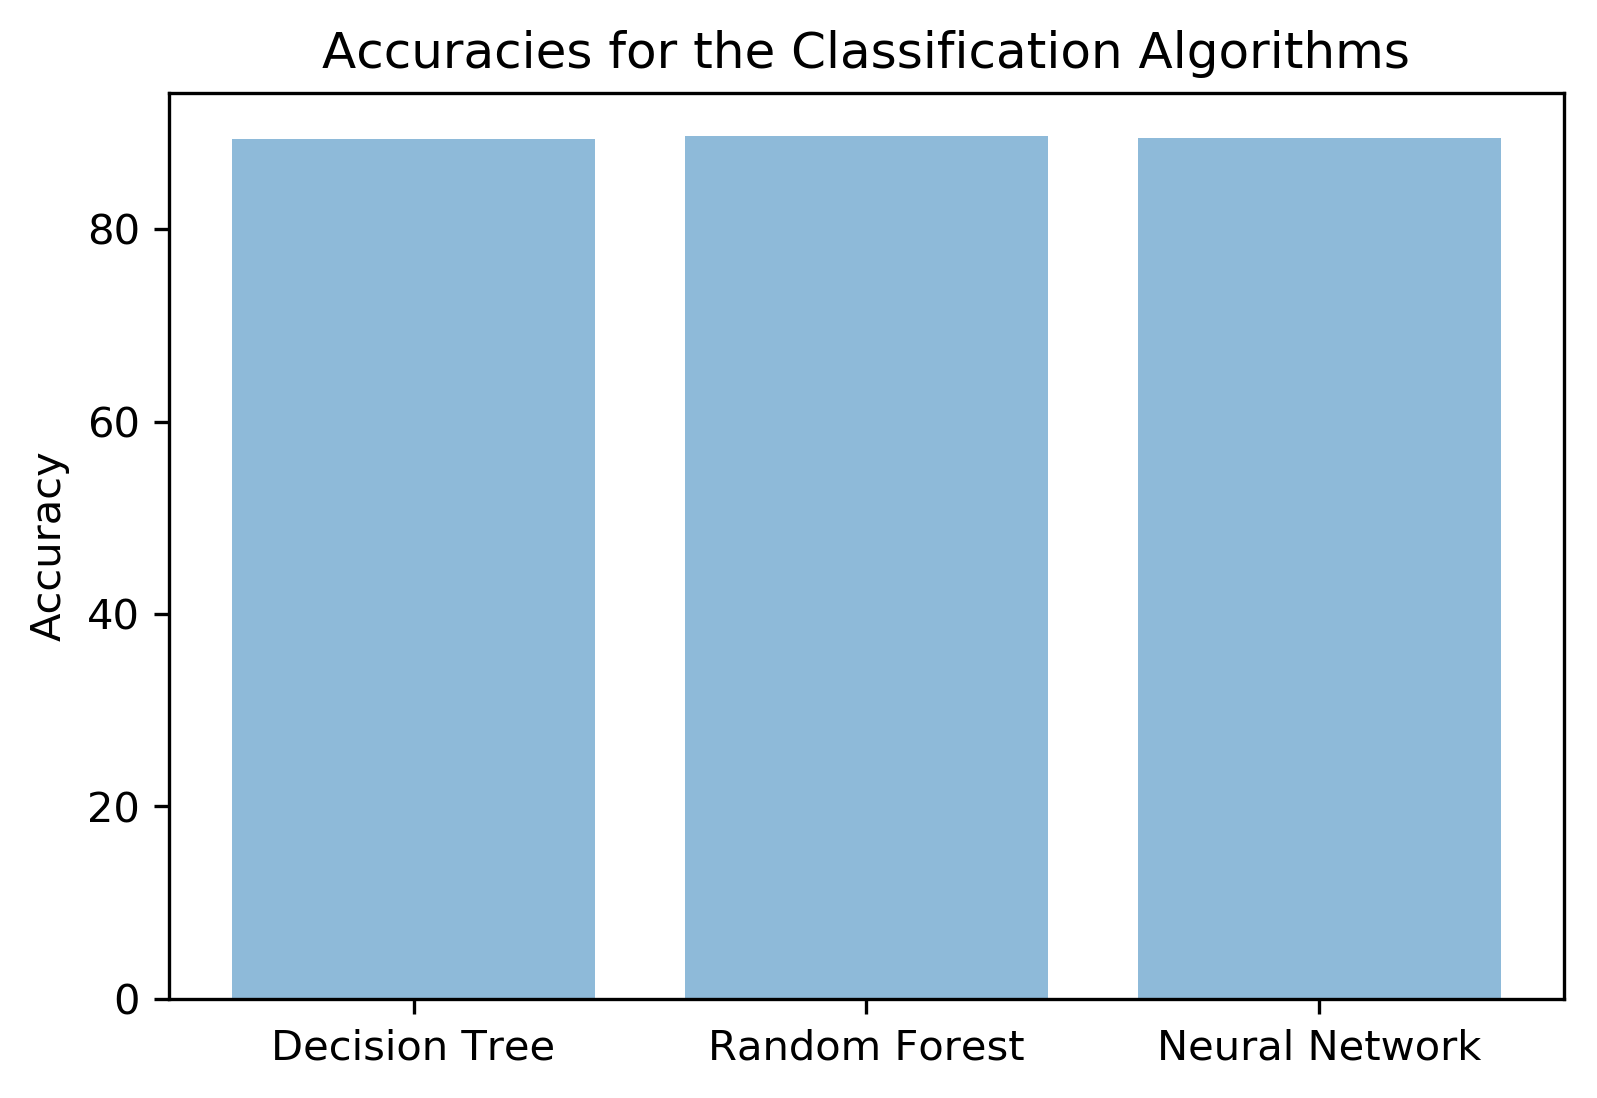 Accuracies for the Classification Algorithms
Accuracy
80
60
40
20
0
Decision Tree Random Forest Neural Network